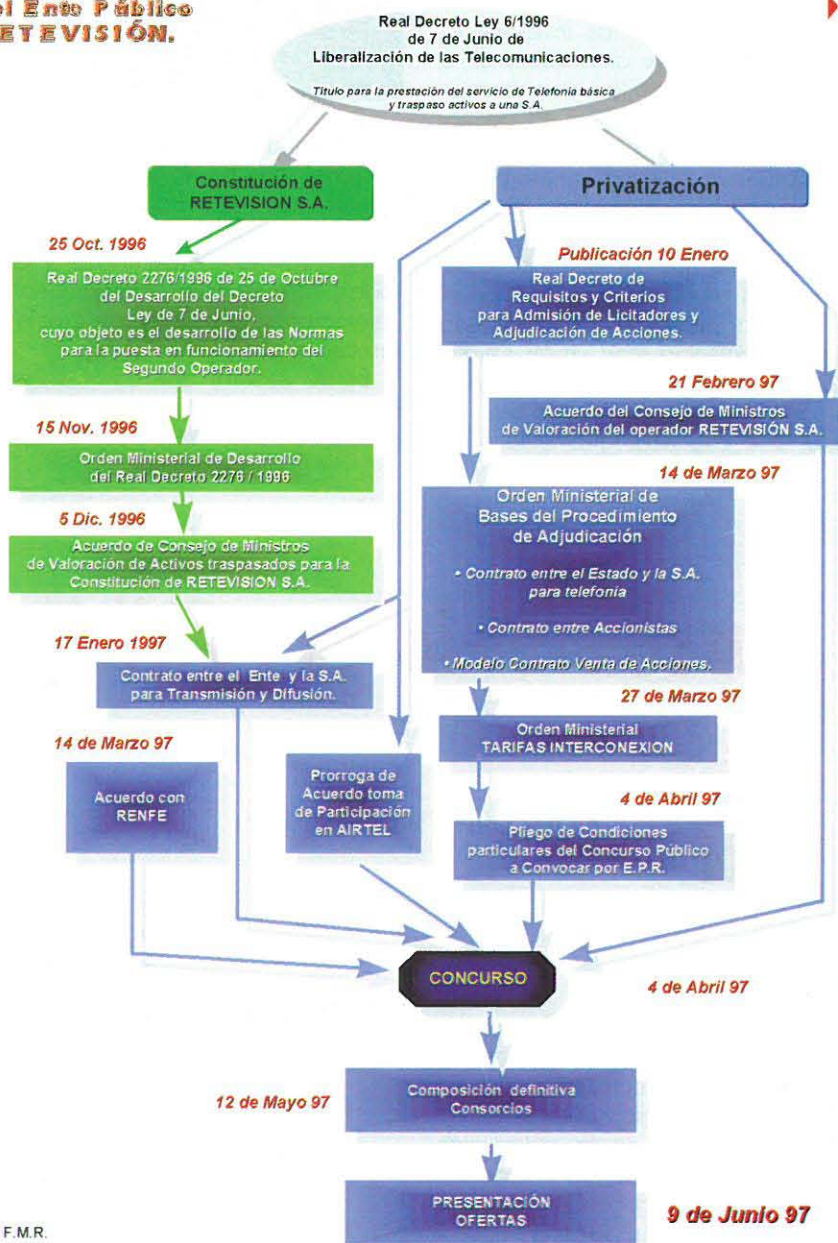 el Ente Público
RETEVISIÓN.
Real Decreto Ley 6/1996
de 7 de Junio de
Liberalización de las Telecomunicaciones.
Título para la prestación del servicio de Telefonía básica
y traspaso activos a una S.A.
Constitución de
RETEVISION S.A.
Privatización
25 Oct. 1996
Real Decreto 2276/1996 de 25 de Octubre
del Desarrollo del Decreto
Ley de 7 de Junio,
cuyo objeto es el desarrollo de las Normas
para la puesta en funcionamiento del
Segundo Operador.
15 Nov. 1996
Orden Ministerial de Desarrollo
del Real Decreto 2276 / 1996
5 Dic. 1996
Acuerdo de Consejo de Ministros
de Valoración de Activos traspasados para la
Constitución de RETEVISION S.A.
17 Enero 1997
Contrato entre el Ente y la S.A.
para Transmisión y Difusión.
14 de Marzo 97
Acuerdo con
RENFE
Prorroga de
Acuerdo toma
de Participación
en AIRTEL
Publicación 10 Enero
Real Decreto de
Requisitos y Criterios
para Admisión de Licitadores y
Adjudicación de Acciones.
21 Febrero 97
Acuerdo del Consejo de Ministros
de Valoración del operador RETEVISIÓN S.A.
14 de Marzo 97
Orden Ministerial de
Bases del Procedimiento
de Adjudicación
• Contrato entre el Estado y la S.A.
para telefonía
• Contrato entre Accionistas
• Modelo Contrato Venta de Acciones.
27 de Marzo 97
Orden Ministerial
TARIFAS INTERCONEXION
4 de Abril 97
Pliego de Condiciones
particulares del Concurso Público
a Convocar por E.P.R.
CONCURSO
4 de Abril 97
12 de Mayo 97
Composición definitiva
Consorcios
PRESENTACIÓN
OFERTAS
9 de Junio 97
F.M.R.